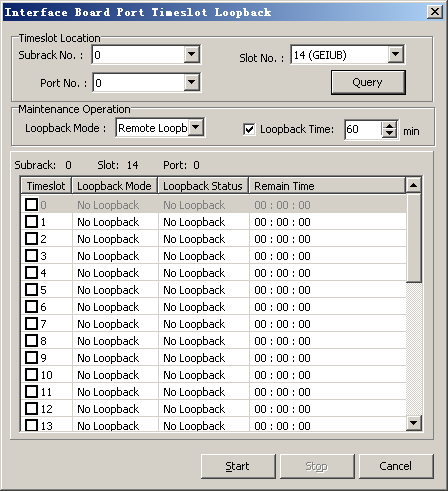 Interface Board Port Timeslot Loopback
Timeslot Location
Subrack No. : 0 Slot No. : 14 (GEIUB)
Port No. : 0 Query
Maintenance Operation
Loopback Mode : Remote Loopb Loopback Time: 60 min
Subrack: 0 Slot: 14 Port: 0
Timeslot Loopback Mode Loopback Status Remain Time
0 No Loopback No Loopback 00 : 00 : 00
1 No Loopback No Loopback 00 : 00 : 00
2 No Loopback No Loopback 00 : 00 : 00
3 No Loopback No Loopback 00 : 00 : 00
4 No Loopback No Loopback 00 : 00 : 00
5 No Loopback No Loopback 00 : 00 : 00
6 No Loopback No Loopback 00 : 00 : 00
7 No Loopback No Loopback 00 : 00 : 00
8 No Loopback No Loopback 00 : 00 : 00
9 No Loopback No Loopback 00 : 00 : 00
10 No Loopback No Loopback 00 : 00 : 00
11 No Loopback No Loopback 00 : 00 : 00
12 No Loopback No Loopback 00 : 00 : 00
13 No Loopback No Loopback 00 : 00 : 00
Start Stop Cancel